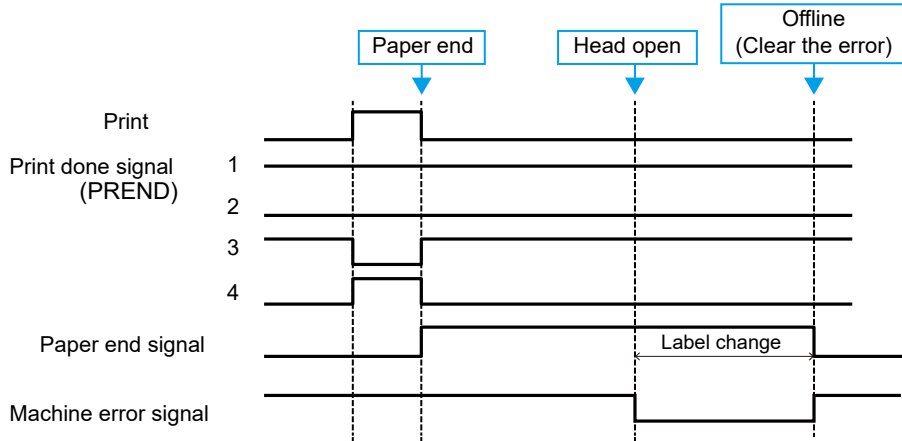 Offline
(Clear the error)
Paper end
Head open
Print
Print done signal
(PREND)
1
2
3
4
Paper end signal
Label change
Machine error signal